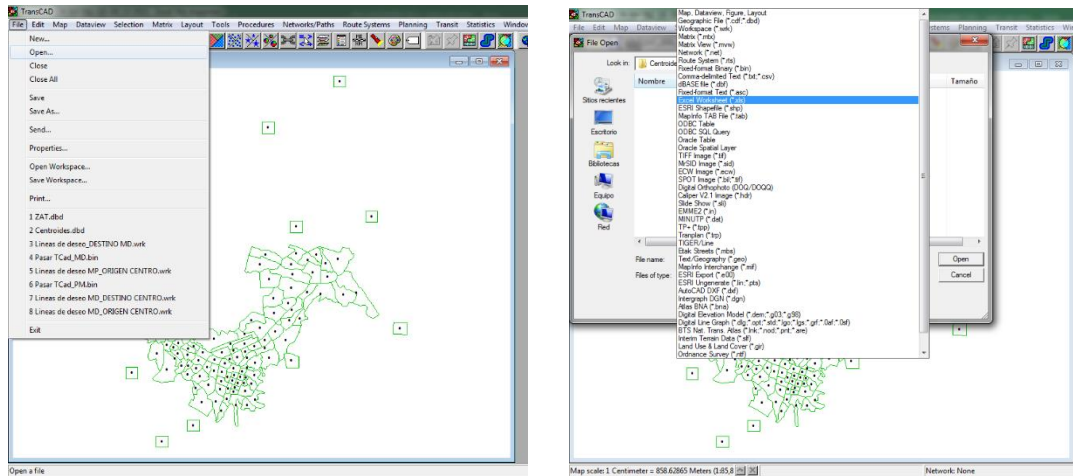 TransCAD
File Edit Map Dataview Selection Matrix Layout Tools Procedures Networks/Paths Route Systems Planning Transit Statistics Window
New...
Open...
Close
Close All
Save
Save As...
Send...
Properties...
Open Workspace...
Save Workspace...
Print...
1 ZAT.dbd
2 Centroides.dbd
3 Lineas de deseo_DESTINO MD.wrk
4 Pasar TCad_MD.bin
5 Lineas de deseo MP_ORIGEN CENTRO.wrk
6 Pasar TCad_PM.bin
7 Lineas de deseo MD_DESTINO CENTRO.wrk
8 Lineas de deseo MD_ORIGEN CENTRO.wrk
Exit
Open a file
TransCAD
File Edit Map Dataview
stems Planning Transit Statistics
File Open
Look in:
Nombre
Tamaño
Sitios recientes
Escritorio
Bibliotecas
Equipo
Red
File name:
Files of type:
Open
Cancel
Map, Dataview, Figure, Layout
Geographic File (*.cdf;*.dbd)
Workspace (*.wrk)
Matrix (*.mtx)
Matrix View (*.mvw)
Network (*.net)
Route System (*.rts)
Fixed-format Binary (*.bin)
Comma-delimited Text (*.txt;*.csv)
dBASE file (*.dbf)
Fixed-format Text (*.asc)
Excel Worksheet (*.xls)
ESRI Shapefile (*.shp)
MapInfo TAB File (*.tab)
ODBC Table
ODBC SQL Query
Oracle Table
Oracle Spatial Layer
TIFF Image (*.tif)
MrSID Image (*.sid)
ECW Image (*.ecw)
SPOT Image (*.bil;*.tif)
Digital Orthophoto (DOQ/DOQQ)
Caliper V2.1 Image (*.hdr)
Slide Show (*.sli)
EMME2 (*.in)
MINUTP (*.dat)
TP+ (*.tpp)
Tranplan (*.trp)
TIGER/Line
Etak Streets (*.mba)
Text/Geography (*.geo)
MapInfo Interchange (*.mif)
ESRI Export (*.e00)
ESRI Ungenerate (*.lin;*.pts)
AutoCAD DXF (*.dxf)
Intergraph DGN (*.dgn)
Atlas BNA (*.bna)
Digital Elevation Model (*.dem;*.g03;*.g98)
Digital Line Graph (*.dlg;*.opt;*.std;*.lgo;*.lgs;*.grf;*.0af;*.0sf)
BTS Nat. Trans. Atlas (*.lnk;*.nod;*.pnt;*.are)
Interim Terrain Data (*.slf)
Land Use & Land Cover (*.gir)
Ordnance Survey (*.ntf)
Map scale: 1 Centimeter = 858.62865 Meters (1:85,8
Network: None